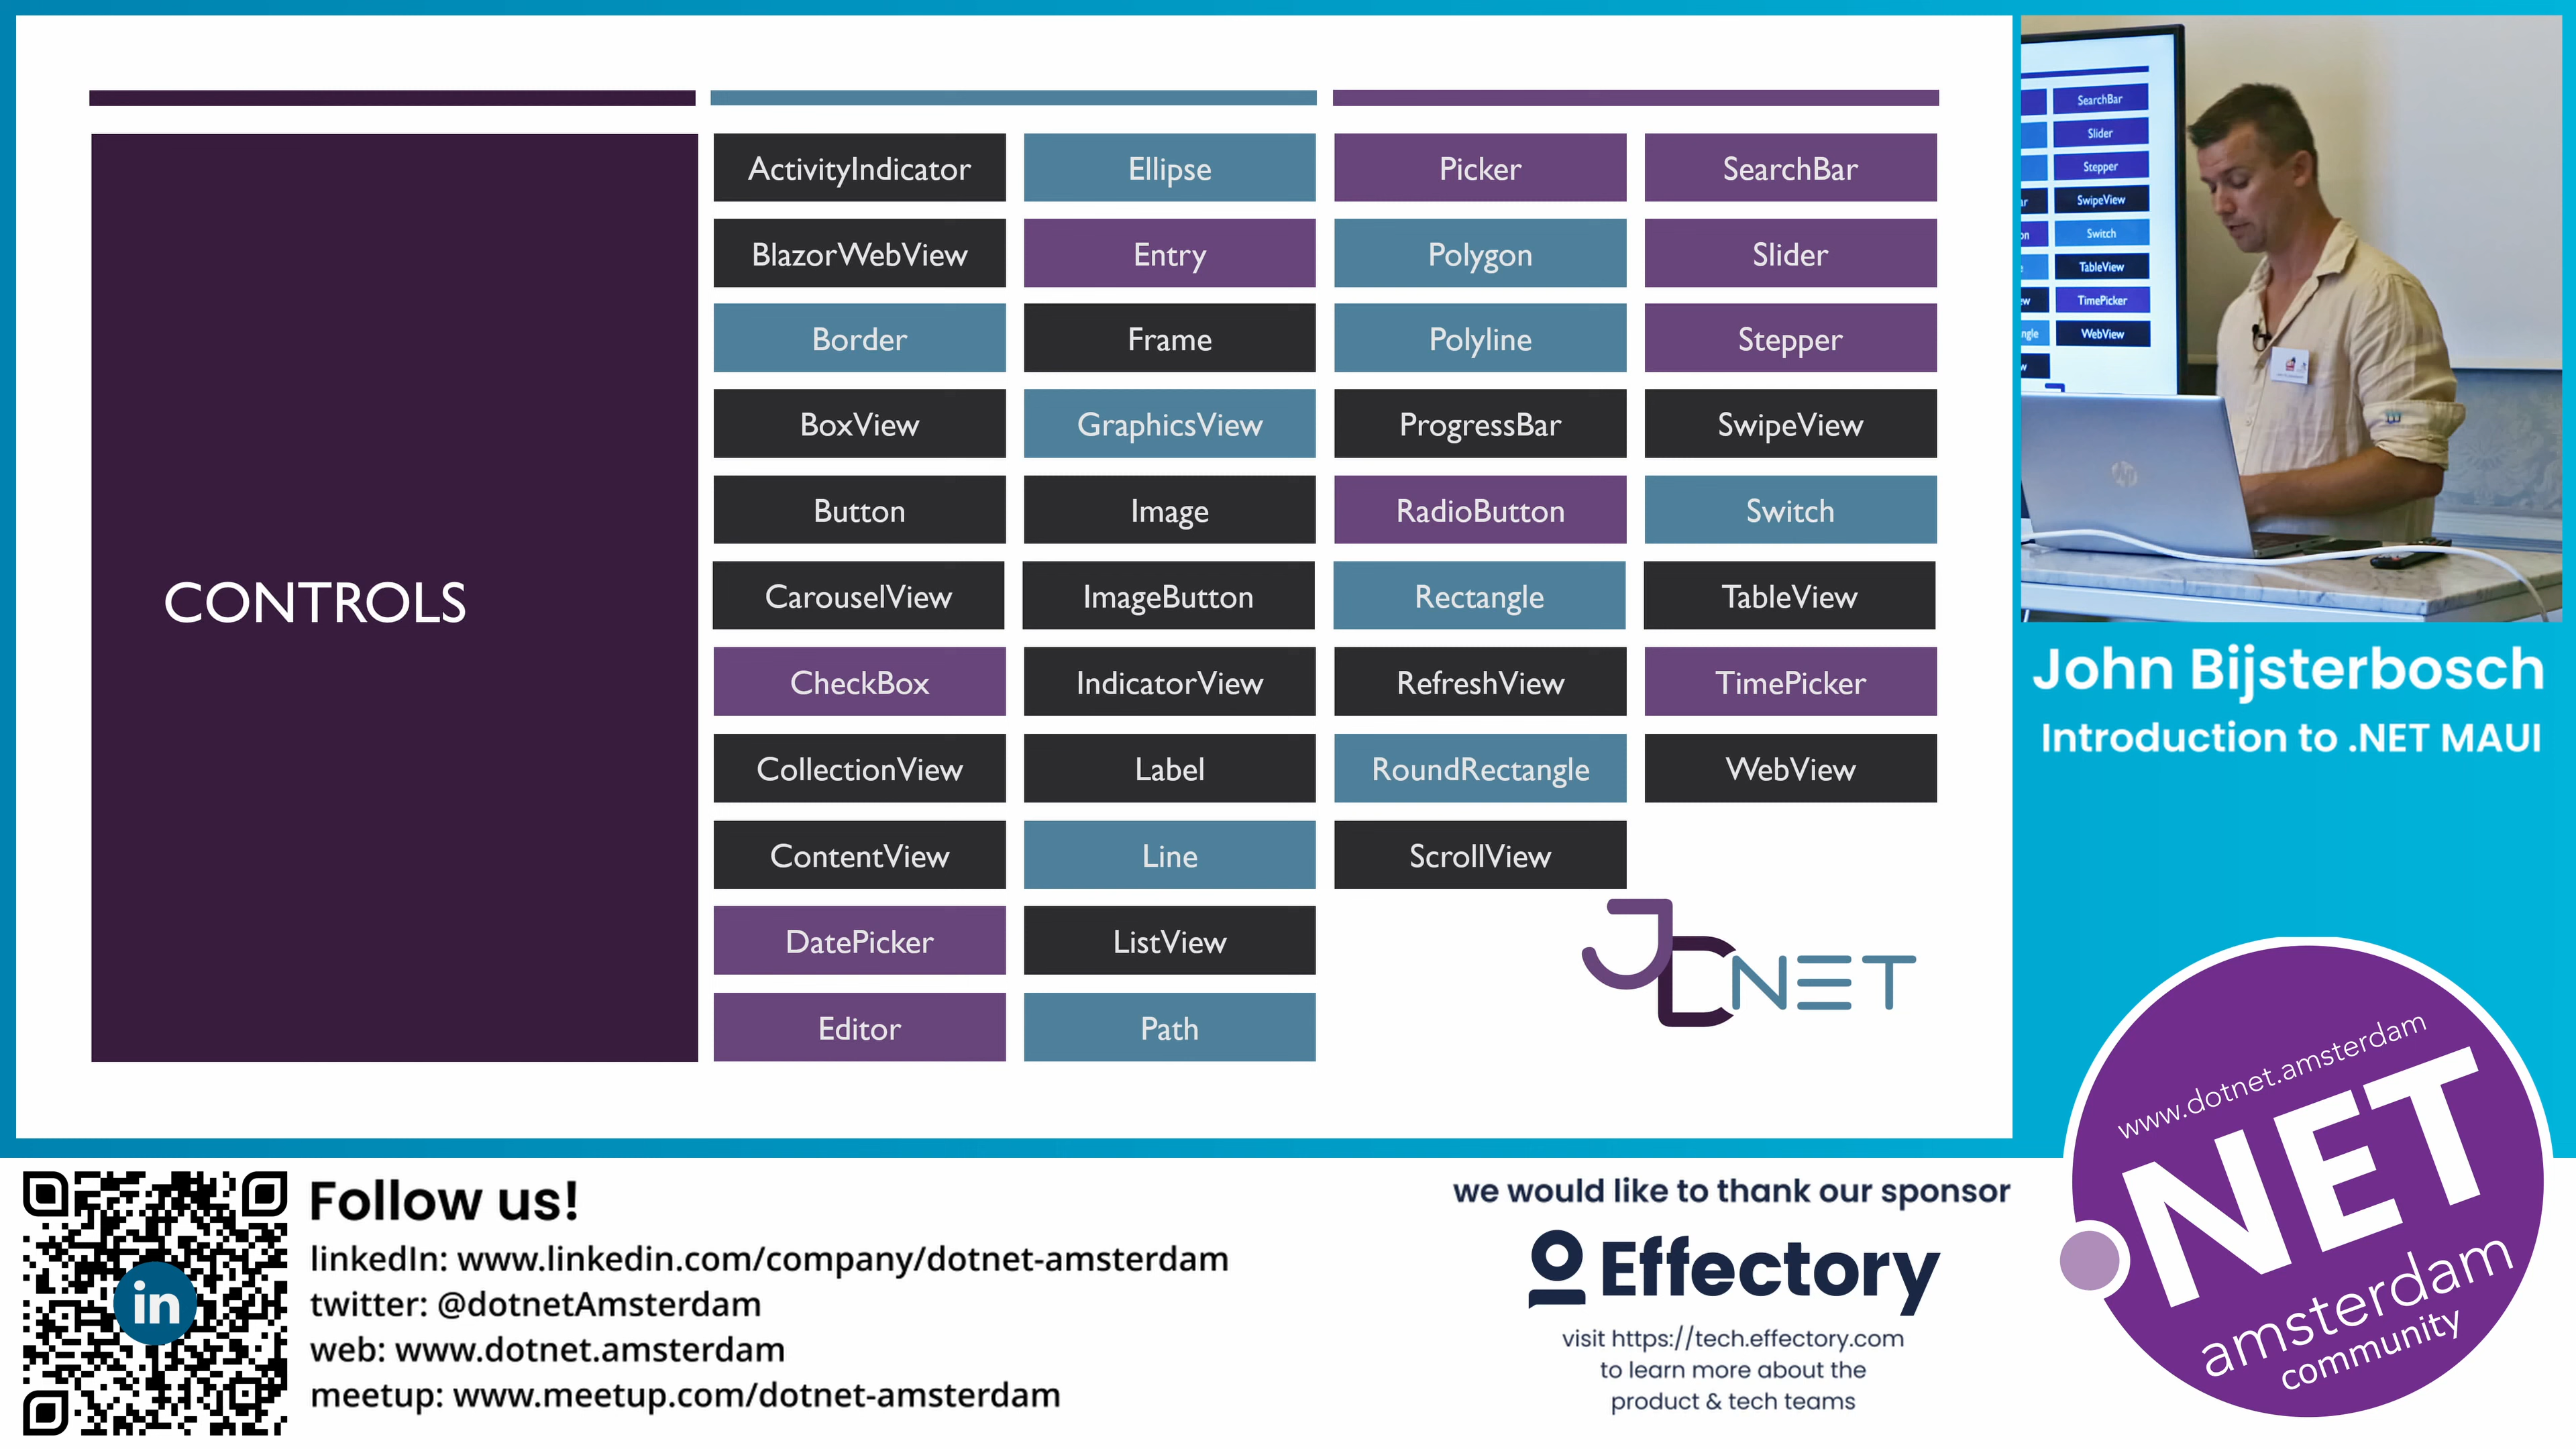 CONTROLS
ActivityIndicator
Ellipse
Picker
SearchBar
BlazorWebView
Entry
Polygon
Slider
Border
Frame
Polyline
Stepper
BoxView
GraphicsView
ProgressBar
SwipeView
Button
Image
RadioButton
Switch
CarouselView
ImageButton
Rectangle
TableView
CheckBox
IndicatorView
RefreshView
TimePicker
CollectionView
Label
RoundRectangle
WebView
ContentView
Line
ScrollView
DatePicker
ListView
Editor
Path
JDNET
SearchBar
Slider
Stepper
SwipeView
Switch
TableView
TimePicker
WebView
hp
John Bijsterbosch
Introduction to .NET MAUI
Follow us!
linkedIn: www.linkedin.com/company/dotnet-amsterdam
twitter: @dotnetAmsterdam
web: www.dotnet.amsterdam
meetup: www.meetup.com/dotnet-amsterdam
in
we would like to thank our sponsor
Effectory
visit https://tech.effectory.com
to learn more about the
product & tech teams
www.dotnet.amsterdam
.NET
amsterdam
community